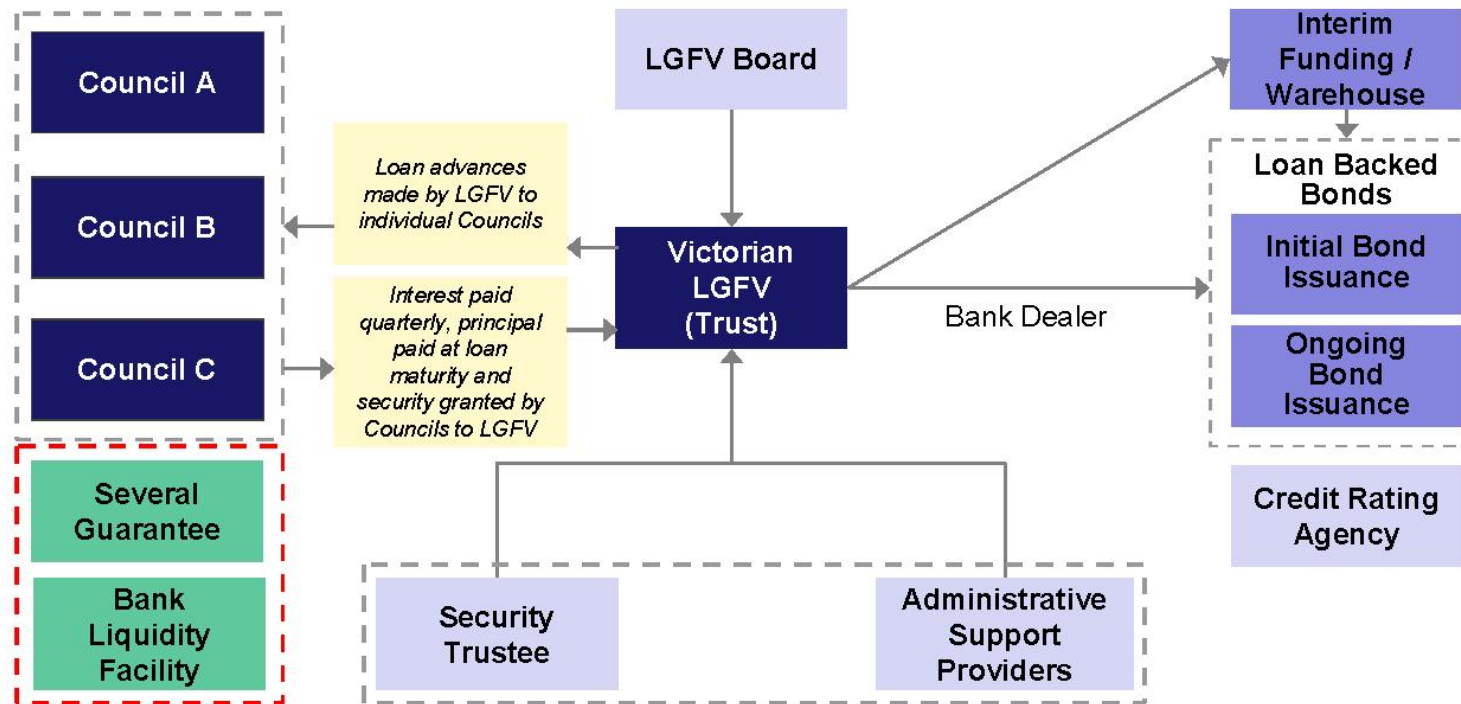 Council A
Council B
Council C
Several
Guarantee
Bank
Liquidity
Facility
Loan advances
made by LGFV to
individual Councils
Interest paid
quarterly, principal
paid at loan
maturity and
security granted by
Councils to LGFV
LGFV Board
Victorian
LGFV
(Trust)
Bank Dealer
Security
Trustee
Administrative
Support
Providers
Interim
Funding /
Warehouse
Loan Backed
Bonds
Initial Bond
Issuance
Ongoing
Bond
Issuance
Credit Rating
Agency